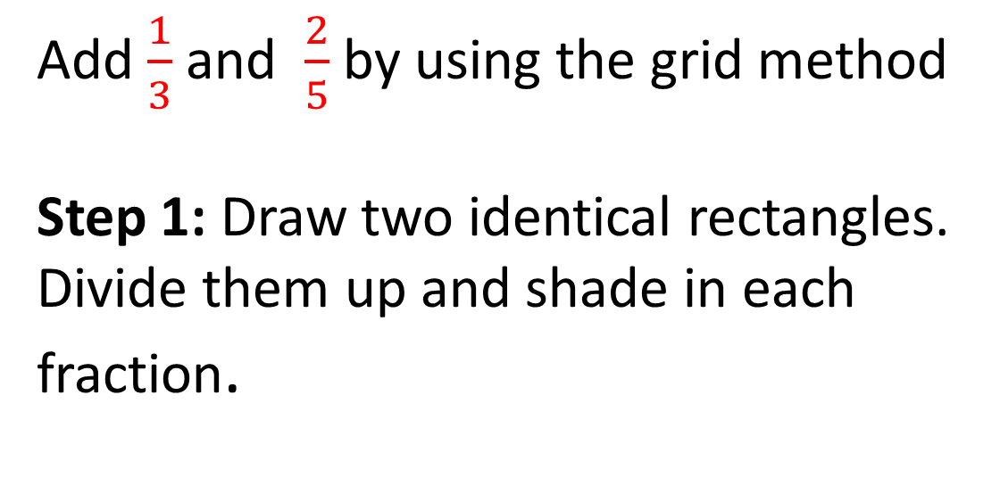 Add 1/3 and 2/5 by using the grid method
Step 1: Draw two identical rectangles.
Divide them up and shade in each
fraction.